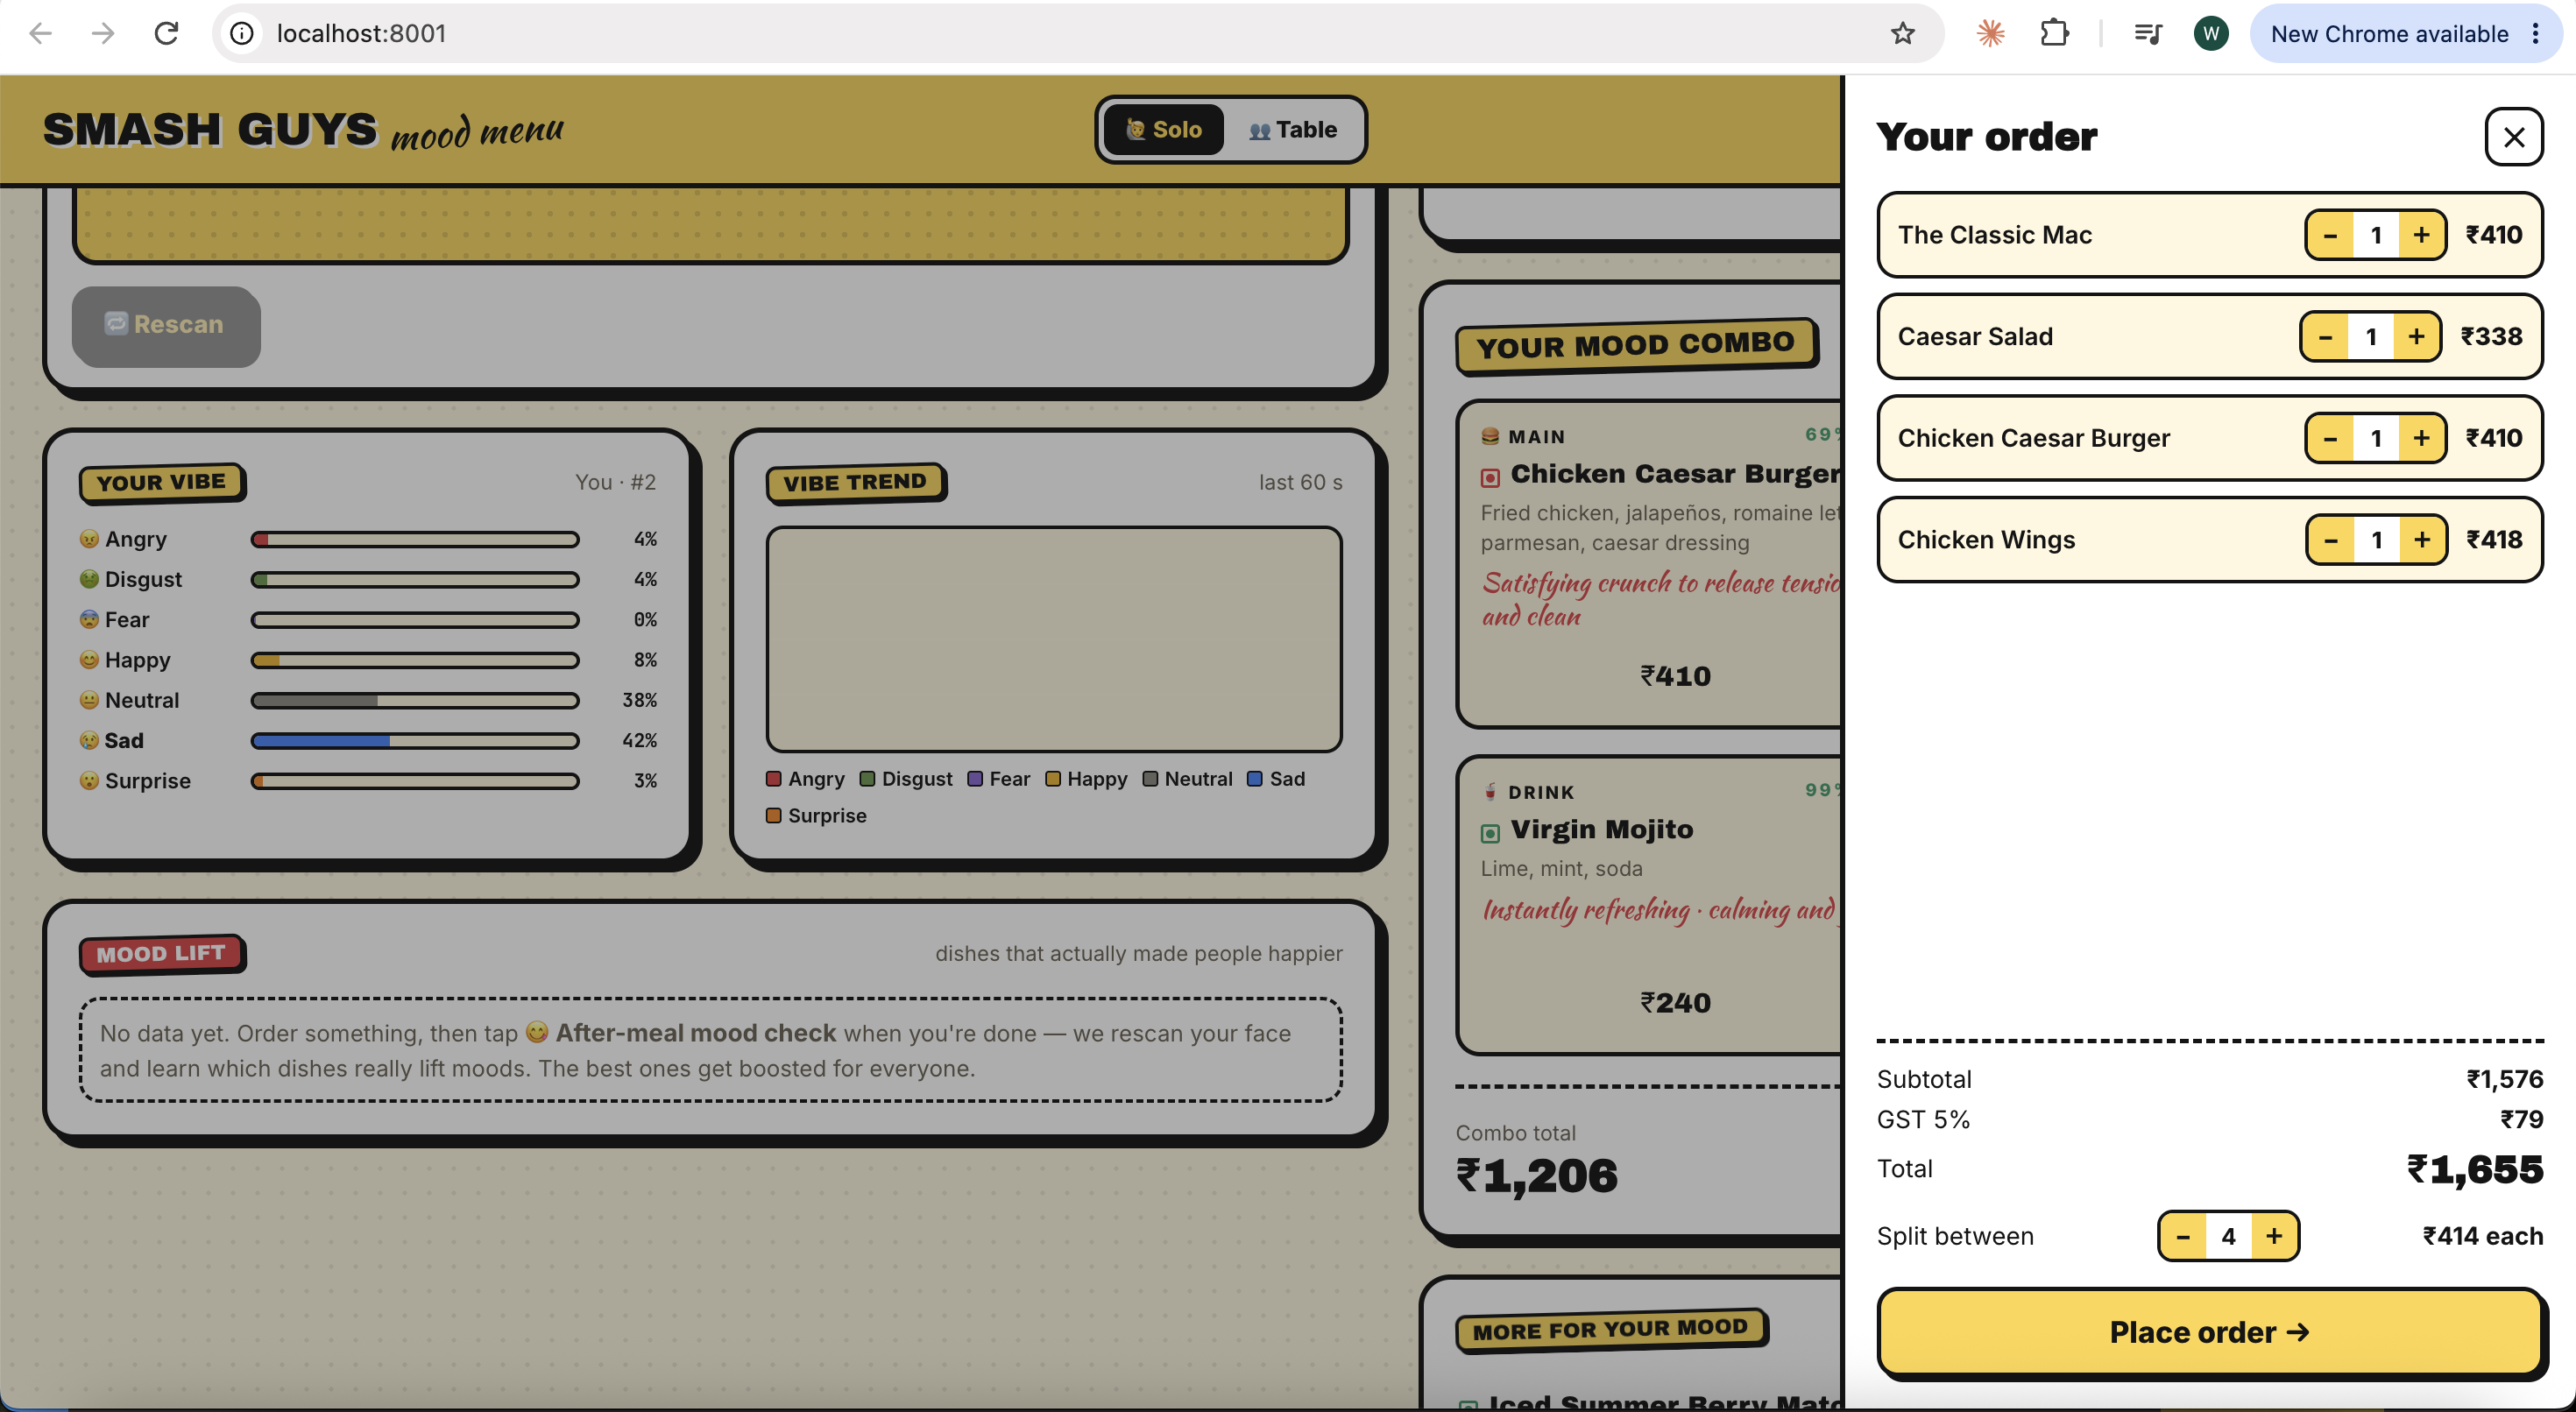 localhost:8001
W
New Chrome available
SMASH GUYS mood menu
Solo
Table
Rescan
YOUR VIBE
You · #2
Angry 4%
Disgust 4%
Fear 0%
Happy 8%
Neutral 38%
Sad 42%
Surprise 3%
VIBE TREND
last 60 s
Angry Disgust Fear Happy Neutral Sad
Surprise
MOOD LIFT
dishes that actually made people happier
No data yet. Order something, then tap 😋 After-meal mood check when you're done — we rescan your face
and learn which dishes really lift moods. The best ones get boosted for everyone.
YOUR MOOD COMBO
MAIN 69
Chicken Caesar Burger
Fried chicken, jalapeños, romaine
parmesan, caesar dressing
Satisfying crunch to release
and clean
₹410
DRINK 99
Virgin Mojito
Lime, mint, soda
Instantly refreshing · calming and
₹240
Combo total
₹1,206
MORE FOR YOUR MOOD
Iced Summer Berry
Your order
The Classic Mac − 1 + ₹410
Caesar Salad − 1 + ₹338
Chicken Caesar Burger − 1 + ₹410
Chicken Wings − 1 + ₹418
Subtotal ₹1,576
GST 5% ₹79
Total ₹1,655
Split between − 4 + ₹414 each
Place order →